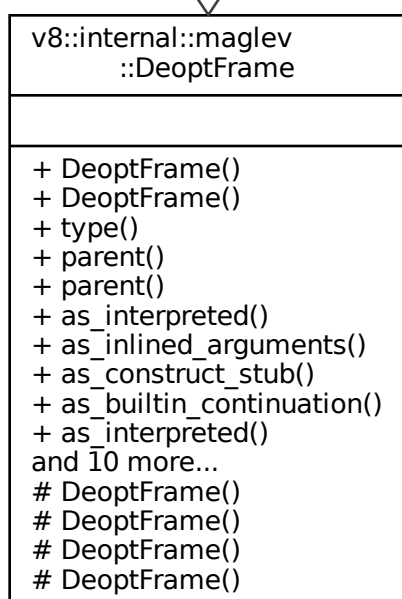 v8::internal::maglev
::DeoptFrame
+ DeoptFrame()
+ DeoptFrame()
+ type()
+ parent()
+ parent()
+ as_interpreted()
+ as_inlined_arguments()
+ as_construct_stub()
+ as_builtin_continuation()
+ as_interpreted()
and 10 more...
# DeoptFrame()
# DeoptFrame()
# DeoptFrame()
# DeoptFrame()